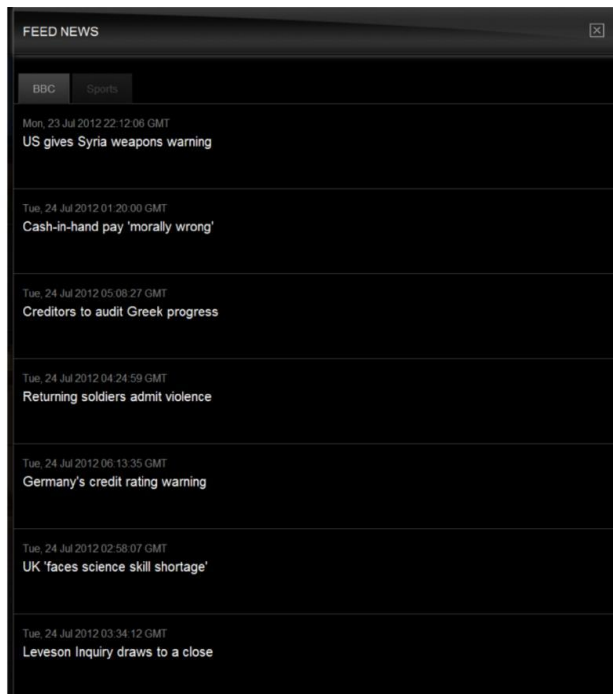 FEED NEWS
BBC Sports
Mon, 23 Jul 2012 22:12:06 GMT
US gives Syria weapons warning
Tue, 24 Jul 2012 01:20:00 GMT
Cash-in-hand pay 'morally wrong'
Tue, 24 Jul 2012 05:08:27 GMT
Creditors to audit Greek progress
Tue, 24 Jul 2012 04:24:59 GMT
Returning soldiers admit violence
Tue, 24 Jul 2012 06:13:35 GMT
Germany's credit rating warning
Tue, 24 Jul 2012 02:58:07 GMT
UK 'faces science skill shortage'
Tue, 24 Jul 2012 03:34:12 GMT
Leveson Inquiry draws to a close